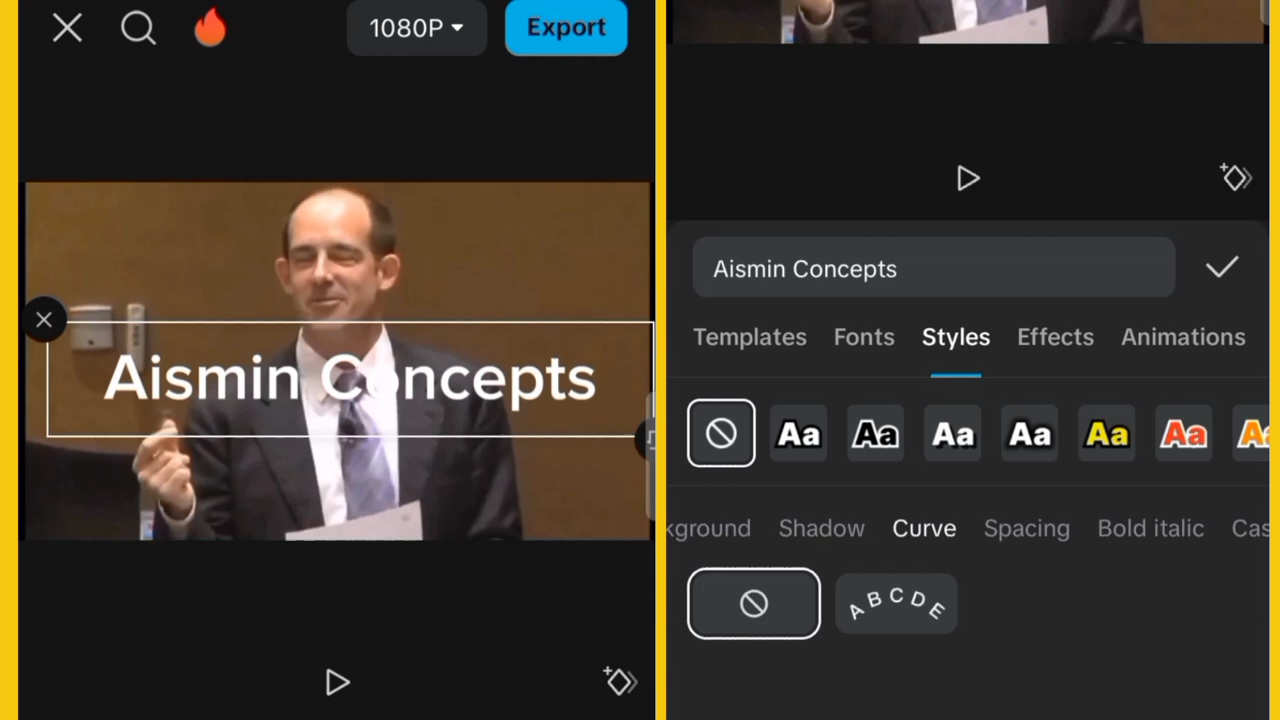 1080P
Export
Aismin Concepts
Aismin Concepts
Templates Fonts Styles Effects Animations
Aa Aa Aa Aa Aa Aa Aa
kground Shadow Curve Spacing Bold italic Cas
A B C D E